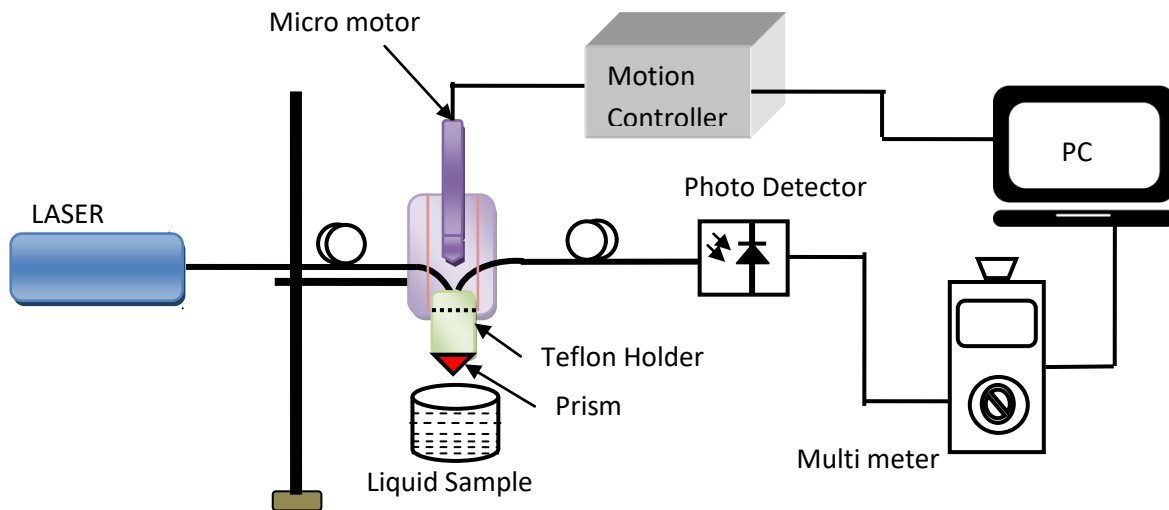 Micro motor
Motion
Controller
PC
Photo Detector
LASER
Teflon Holder
Prism
Multi meter
Liquid Sample